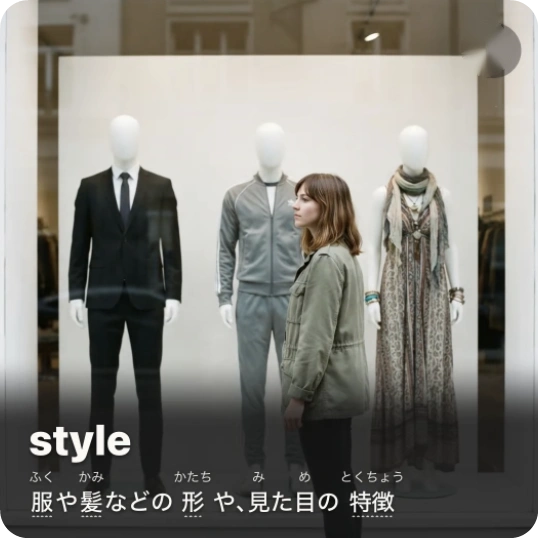 style
ふく かみ かたち み め とくちょう
服や髪などの 形 や、見た目の 特徴